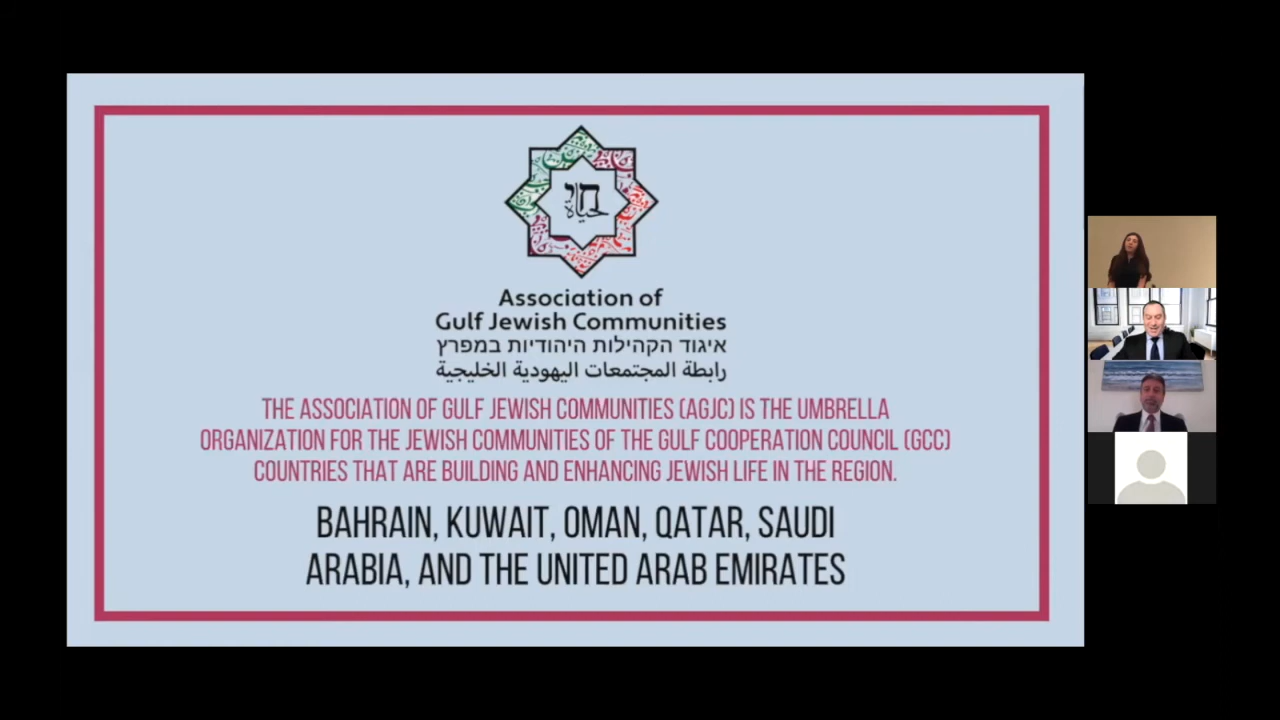 חי
حياة
Association of
Gulf Jewish Communities
איגוד הקהילות היהודיות במפרץ
رابطة المجتمعات اليهودية الخليجية
THE ASSOCIATION OF GULF JEWISH COMMUNITIES (AGJC) IS THE UMBRELLA
ORGANIZATION FOR THE JEWISH COMMUNITIES OF THE GULF COOPERATION COUNCIL (GCC)
COUNTRIES THAT ARE BUILDING AND ENHANCING JEWISH LIFE IN THE REGION.
BAHRAIN, KUWAIT, OMAN, QATAR, SAUDI
ARABIA, AND THE UNITED ARAB EMIRATES